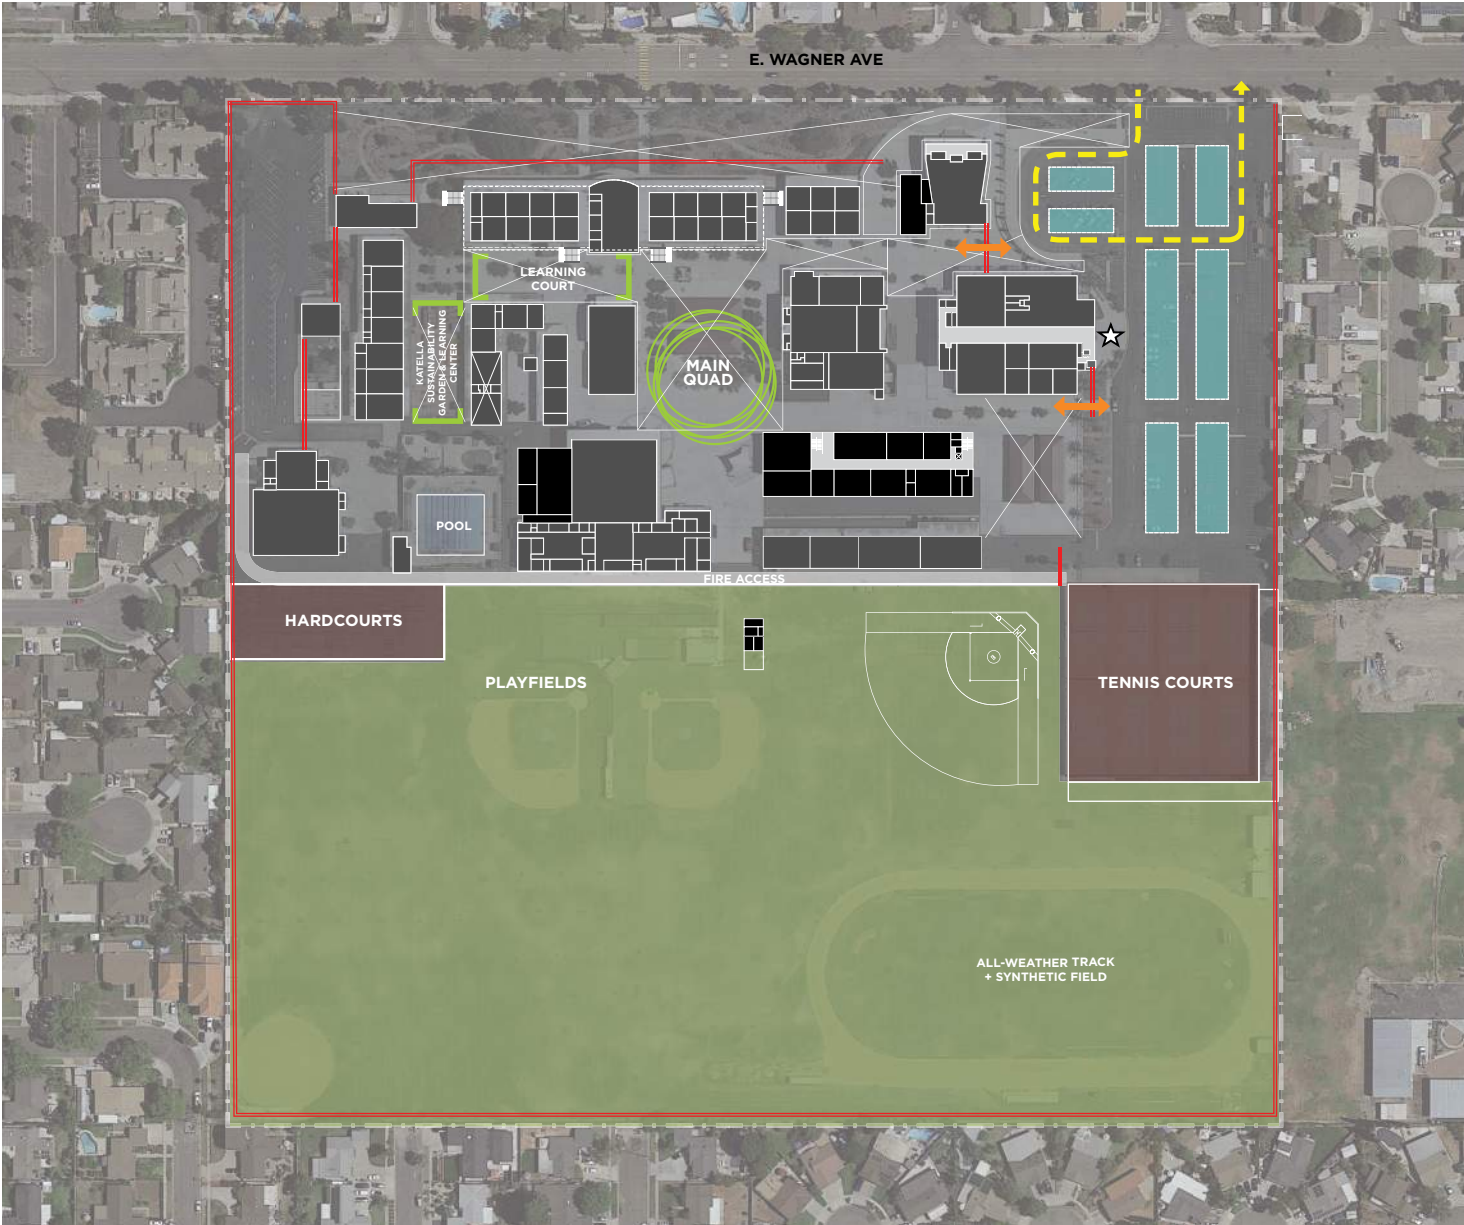 E. WAGNER AVE
LEARNING
COURT
KATELLA
SUSTAINABILITY
GARDEN & LEARNING
CENTER
MAIN
QUAD
POOL
FIRE ACCESS
HARDCOURTS
PLAYFIELDS
TENNIS COURTS
ALL-WEATHER TRACK
+ SYNTHETIC FIELD